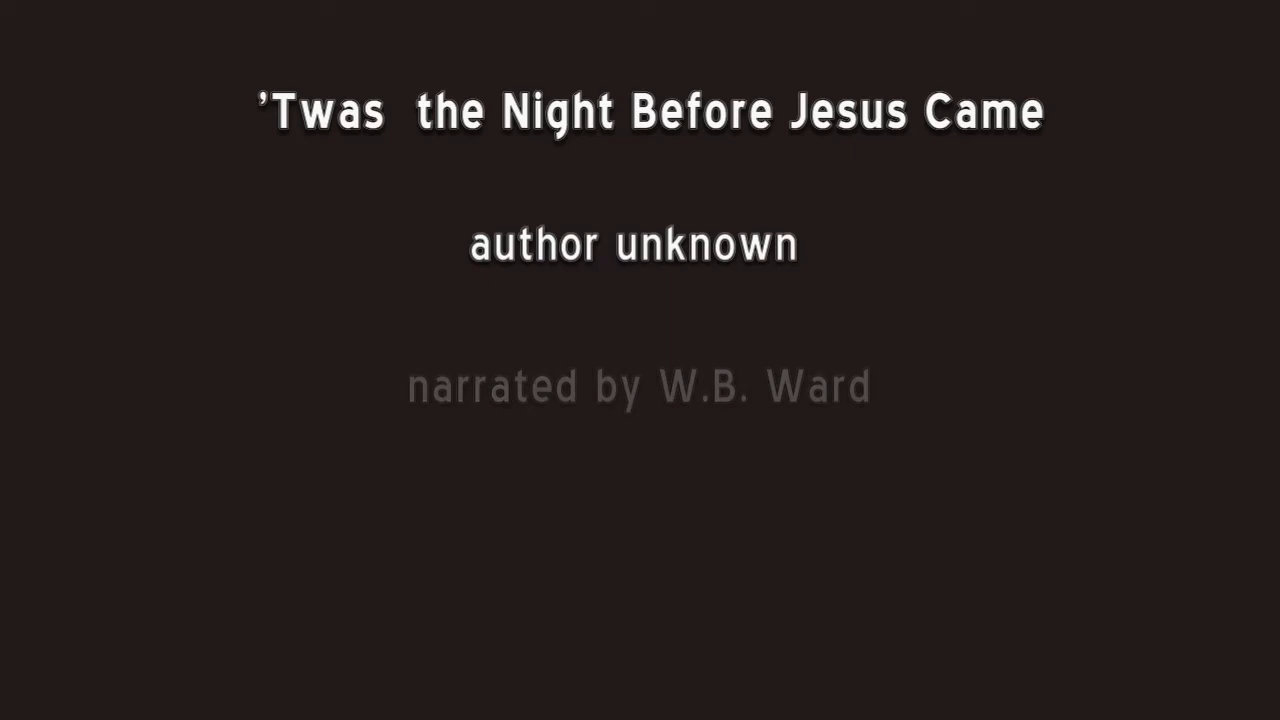 ’Twas the Night Before Jesus Came
author unknown
narrated by W.B. Ward